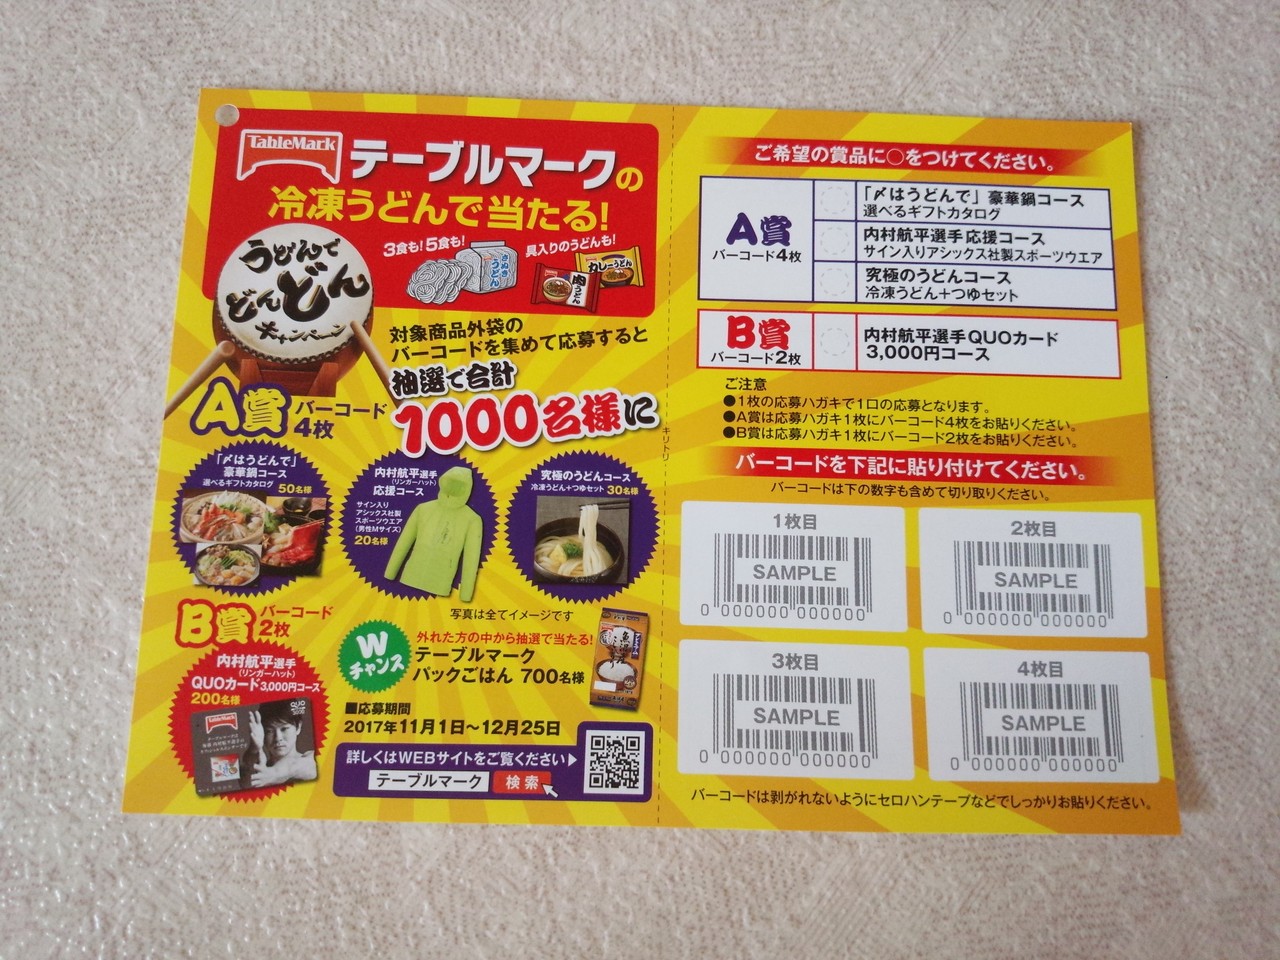 TableMark
テーブルマークの
冷凍うどんで当たる!
3食も!5食も!
具入りのうどんも!
さぬき
うどん
肉うどん
カレーうどん
うどんで
どんどん
キャンペーン
対象商品外袋の
バーコードを集めて応募すると
抽選で合計
1000名様に
A賞 バーコード
4枚
「〆はうどんで」
豪華鍋コース
選べるギフトカタログ 50名様
内村航平選手
(リンガーハット)
応援コース
サイン入り
アシックス社製
スポーツウエア
(男性Mサイズ)
20名様
究極のうどんコース
冷凍うどん+つゆセット 30名様
写真は全てイメージです
B賞 バーコード
2枚
内村航平選手
(リンガーハット)
QUOカード3,000円コース
200名様
TableMark
QUO
Wチャンス
外れた方の中から抽選で当たる!
テーブルマーク
パックごはん 700名様
■応募期間
2017年11月1日〜12月25日
詳しくはWEBサイトをご覧ください▶
テーブルマーク 検索
キリトリ
ご希望の賞品に○をつけてください。
A賞
バーコード4枚
「〆はうどんで」豪華鍋コース
選べるギフトカタログ
内村航平選手応援コース
サイン入りアシックス社製スポーツウエア
究極のうどんコース
冷凍うどん+つゆセット
B賞
バーコード2枚
内村航平選手QUOカード
3,000円コース
ご注意
●1枚の応募ハガキで1口の応募となります。
●A賞は応募ハガキ1枚にバーコード4枚をお貼りください。
●B賞は応募ハガキ1枚にバーコード2枚をお貼りください。
バーコードを下記に貼り付けてください。
バーコードは下の数字も含めて切り取りください。
1枚目
SAMPLE
0 000000 000000
2枚目
SAMPLE
0 000000 000000
3枚目
SAMPLE
0 000000 000000
4枚目
SAMPLE
0 000000 000000
バーコードは剥がれないようにセロハンテープなどでしっかりお貼りください。